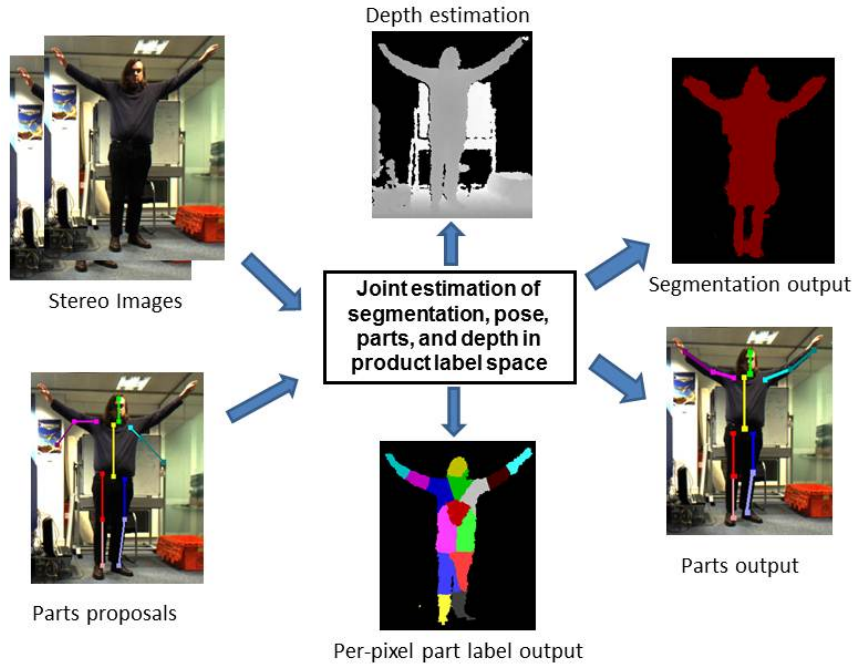 Depth estimation
Stereo Images
Joint estimation of
segmentation, pose,
parts, and depth in
product label space
Segmentation output
Parts proposals
Per-pixel part label output
Parts output